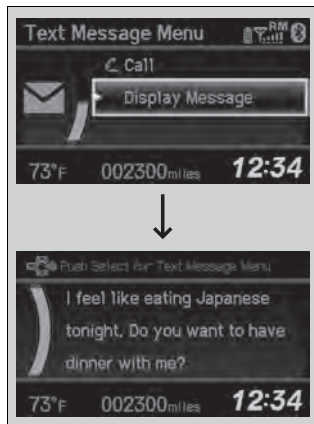 Text Message Menu RM
Call
Display Message
73°F 002300miles 12:34
Push Select for Text Message Menu
I feel like eating Japanese
tonight. Do you want to have
dinner with me?
73°F 002300miles 12:34